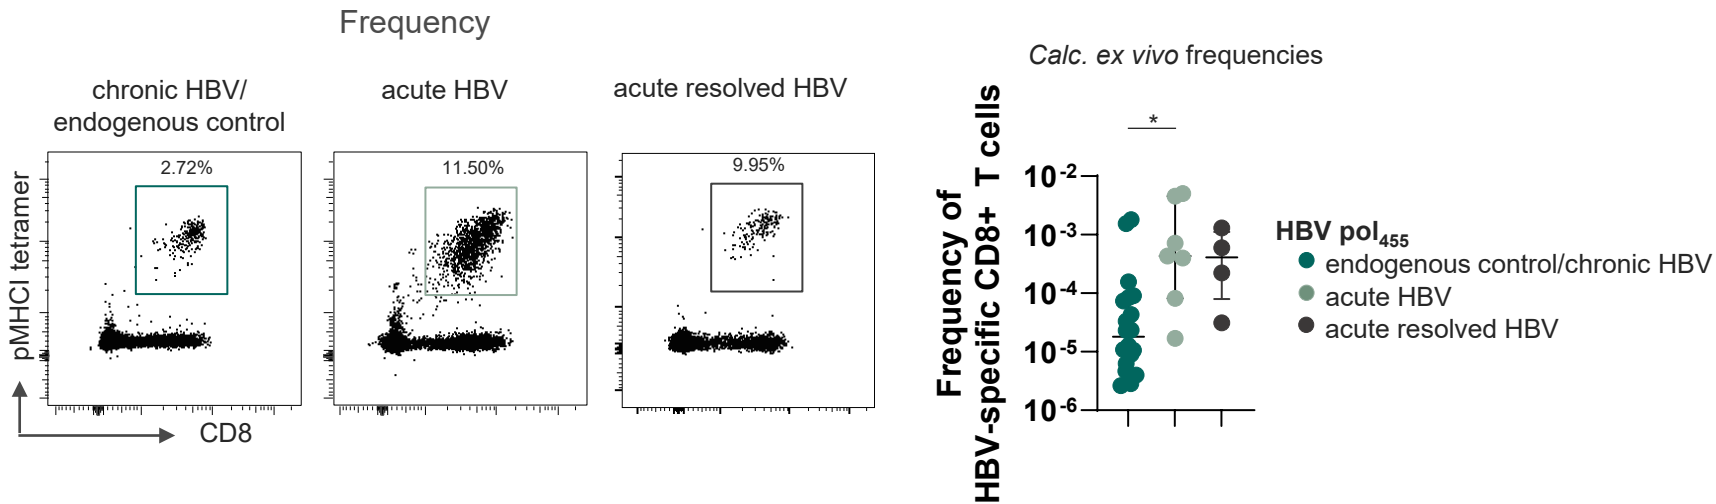 Frequency
chronic HBV/
endogenous control
acute HBV
acute resolved HBV
2.72%
11.50%
9.95%
pMHCI tetramer
CD8
Calc. ex vivo frequencies
Frequency of
HBV-specific CD8+ T cells
*
10-2
10-3
10-4
10-5
10-6
HBV pol455
endogenous control/chronic HBV
acute HBV
acute resolved HBV